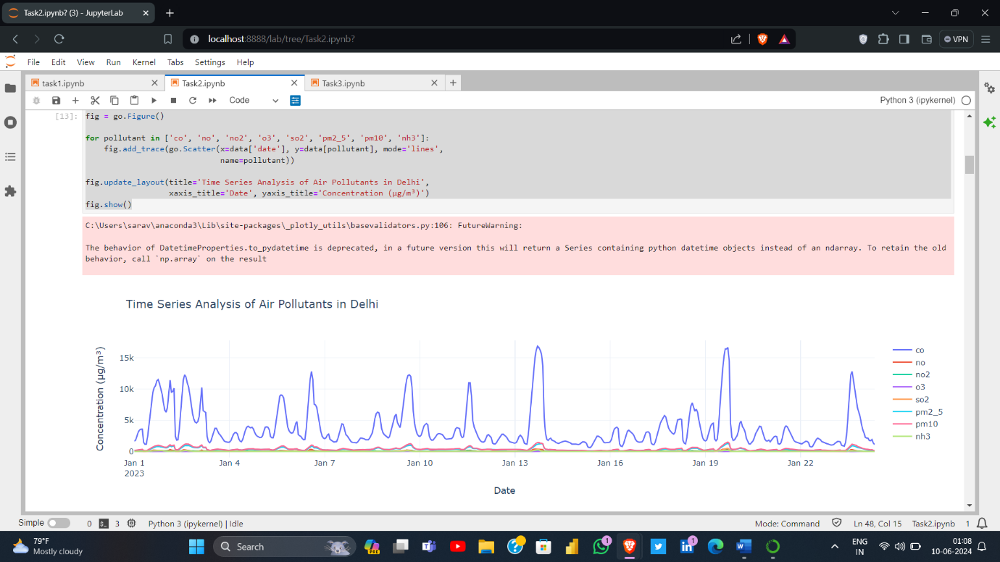 Task2.ipynb? (3) - JupyterLab
localhost:8888/lab/tree/Task2.ipynb?
VPN
File Edit View Run Kernel Tabs Settings Help
task1.ipynb Task2.ipynb Task3.ipynb
Code Python 3 (ipykernel)
[13]: fig = go.Figure()
for pollutant in ['co', 'no', 'no2', 'o3', 'so2', 'pm2_5', 'pm10', 'nh3']:
fig.add_trace(go.Scatter(x=data['date'], y=data[pollutant], mode='lines',
name=pollutant))
fig.update_layout(title='Time Series Analysis of Air Pollutants in Delhi',
xaxis_title='Date', yaxis_title='Concentration (µg/m³)')
fig.show()
C:\Users\sarav\anaconda3\Lib\site-packages\_plotly_utils\basevalidators.py:106: FutureWarning:
The behavior of DatetimeProperties.to_pydatetime is deprecated, in a future version this will return a Series containing python datetime objects instead of an ndarray. To retain the old
behavior, call `np.array` on the result
Time Series Analysis of Air Pollutants in Delhi
Concentration (µg/m³)
15k
10k
5k
0
Jan 1 Jan 4 Jan 7 Jan 10 Jan 13 Jan 16 Jan 19 Jan 22
2023
Date
co
no
no2
o3
so2
pm2_5
pm10
nh3
Simple 0 3 Python 3 (ipykernel) | Idle Mode: Command Ln 48, Col 15 Task2.ipynb 1
79°F
Mostly cloudy
Search
PRE
1
1
ENG
IN
01:08
10-06-2024